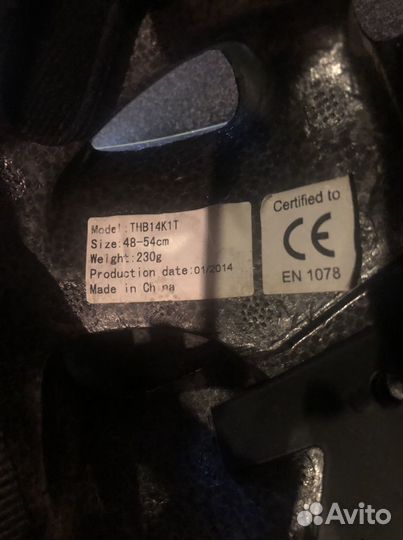 Model:THB14K1T
Size:48-54cm
Weight:230g
Production date:01/2014
Made in China
Certified to
CE
EN 1078
Avito